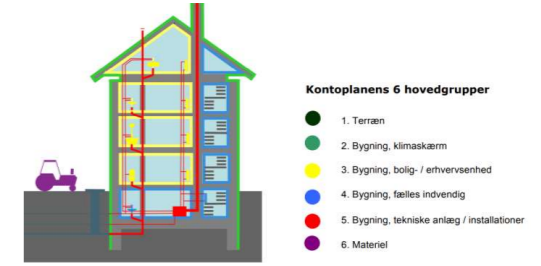 Kontoplanens 6 hovedgrupper
1. Terræn
2. Bygning, klimaskærm
3. Bygning, bolig- / erhvervsenhed
4. Bygning, fælles indvendig
5. Bygning, tekniske anlæg / installationer
6. Materiel